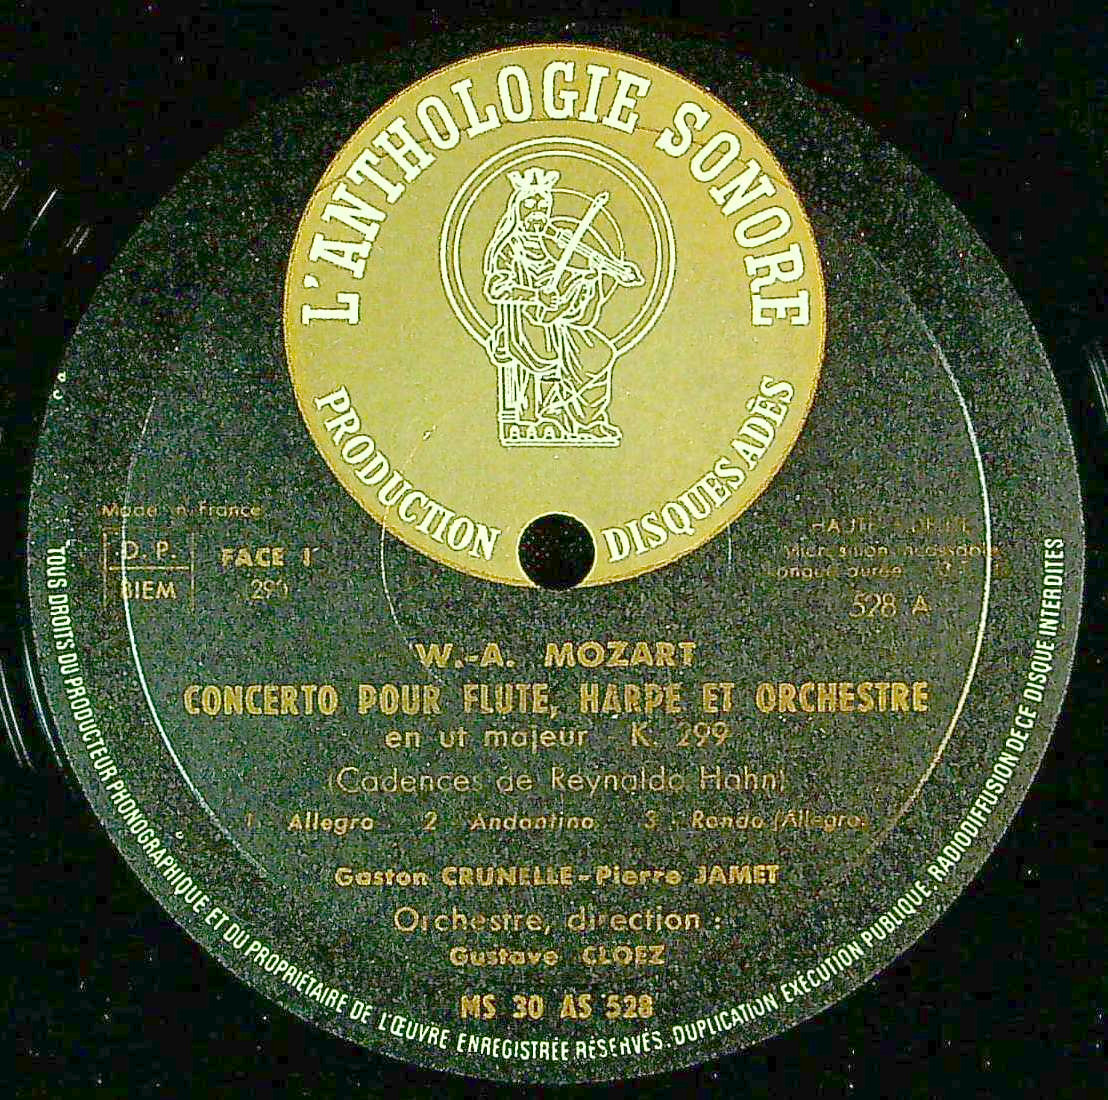 L'ANTHOLOGIE SONORE
PRODUCTION DISQUES ADÈS
Made in France
D. P.
BIEM
FACE 1
528 A
W.-A. MOZART
CONCERTO POUR FLUTE, HARPE ET ORCHESTRE
en ut majeur K. 299
(Cadences de Reynaldo Hahn)
1 Allegro 2 Andantino 3 Rondo (Allegro)
Gaston CRUNELLE-Pierre JAMET
Orchestre, direction :
Gustave CLOEZ
MS 30 AS 528
TOUS DROITS DU PRODUCTEUR PHONOGRAPHIQUE ET DU PROPRIÉTAIRE DE L'ŒUVRE ENREGISTRÉE RÉSERVÉS. DUPLICATION EXÉCUTION PUBLIQUE, RADIODIFFUSION DE CE DISQUE INTERDITES